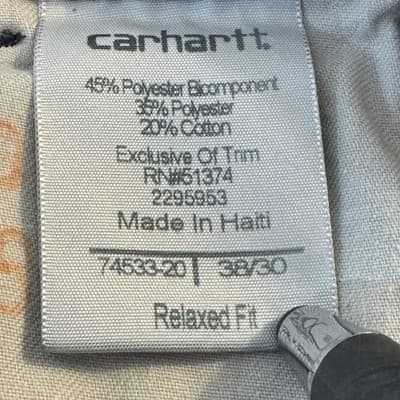 carhartt.
45% Polyester Bicomponent
35% Polyester
20% Cotton
Exclusive Of Trim
RN#51374
2295953
Made In Haiti
74533-20 38/30
Relaxed Fit